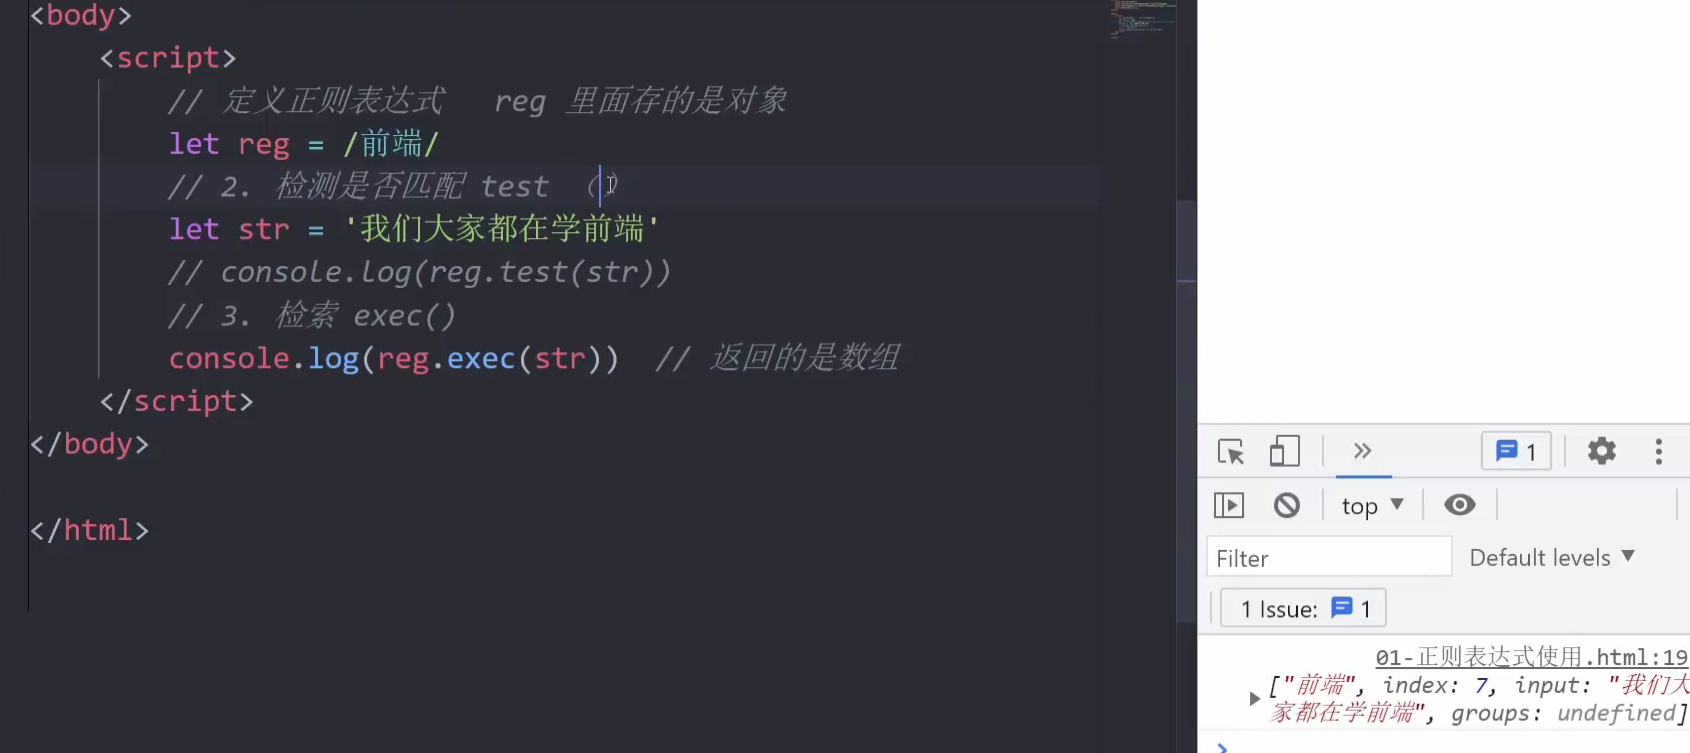 <body>
<script>
// 定义正则表达式 reg 里面存的是对象
let reg = /前端/
// 2. 检测是否匹配 test （）
let str = '我们大家都在学前端'
// console.log(reg.test(str))
// 3. 检索 exec()
console.log(reg.exec(str)) // 返回的是数组
</script>
</body>
</html>
1
top
Filter
Default levels
1 Issue: 1
01-正则表达式使用.html:19
["前端", index: 7, input: "我们大
家都在学前端", groups: undefined]